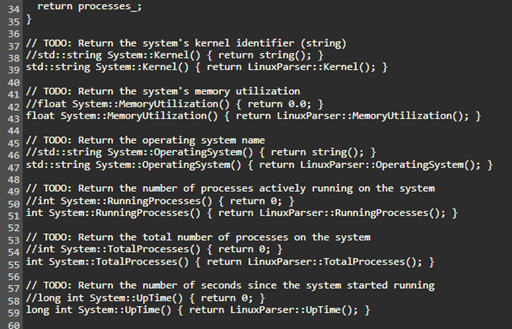 34   return processes_;
35 }
36
37 // TODO: Return the system's kernel identifier (string)
38 //std::string System::Kernel() { return string(); }
39 std::string System::Kernel() { return LinuxParser::Kernel(); }
40
41 // TODO: Return the system's memory utilization
42 //float System::MemoryUtilization() { return 0.0; }
43 float System::MemoryUtilization() { return LinuxParser::MemoryUtilization(); }
44
45 // TODO: Return the operating system name
46 //std::string System::OperatingSystem() { return string(); }
47 std::string System::OperatingSystem() { return LinuxParser::OperatingSystem(); }
48
49 // TODO: Return the number of processes actively running on the system
50 //int System::RunningProcesses() { return 0; }
51 int System::RunningProcesses() { return LinuxParser::RunningProcesses(); }
52
53 // TODO: Return the total number of processes on the system
54 //int System::TotalProcesses() { return 0; }
55 int System::TotalProcesses() { return LinuxParser::TotalProcesses(); }
56
57 // TODO: Return the number of seconds since the system started running
58 //long int System::UpTime() { return 0; }
59 long int System::UpTime() { return LinuxParser::UpTime(); }
60